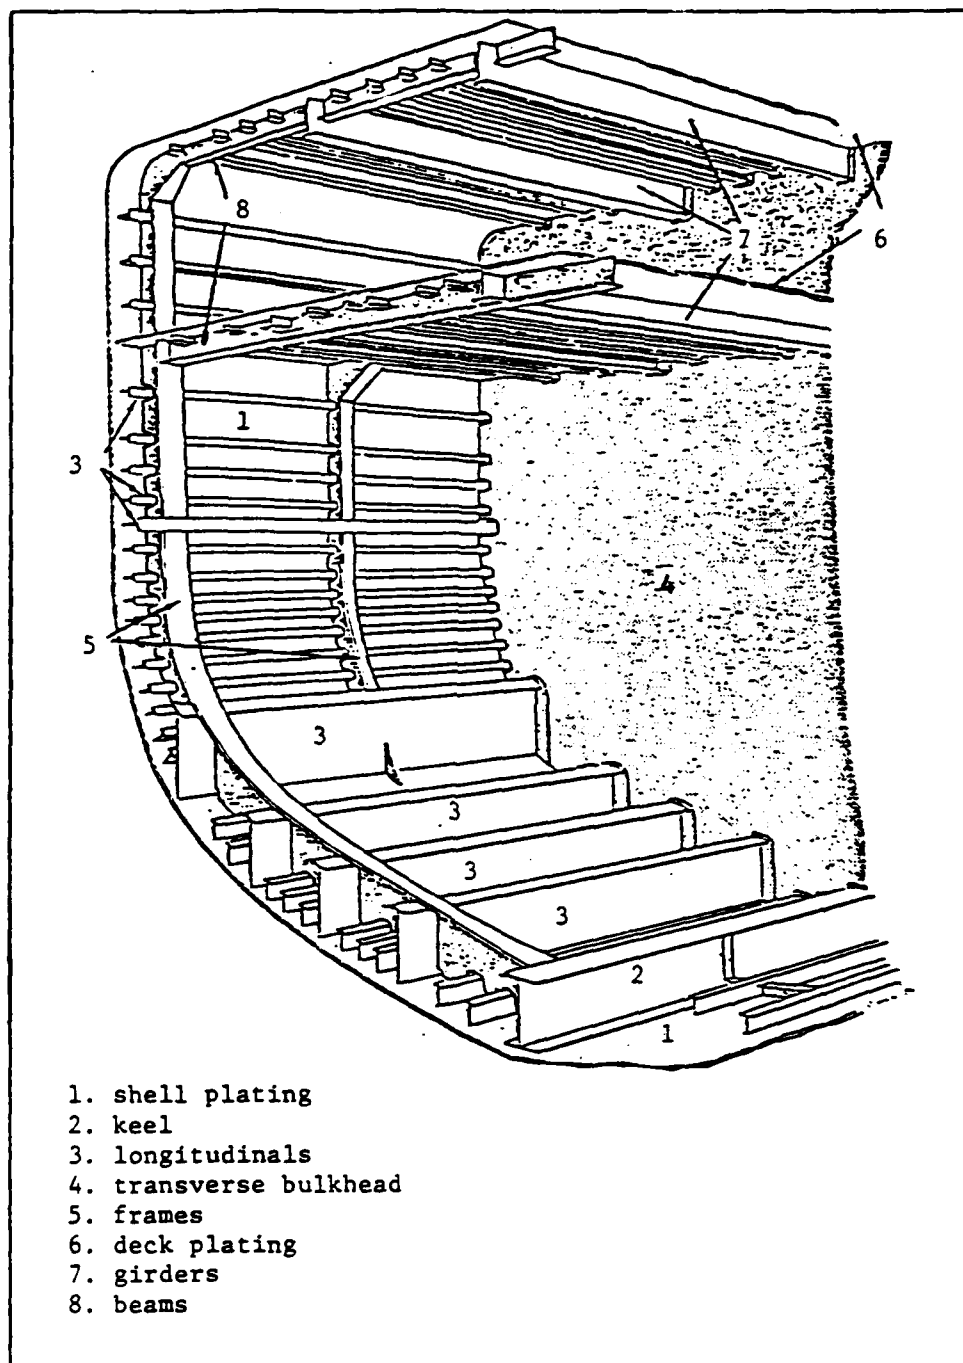 8
7
6
1
3
4
5
3
3
3
3
2
1
1. shell plating
2. keel
3. longitudinals
4. transverse bulkhead
5. frames
6. deck plating
7. girders
8. beams